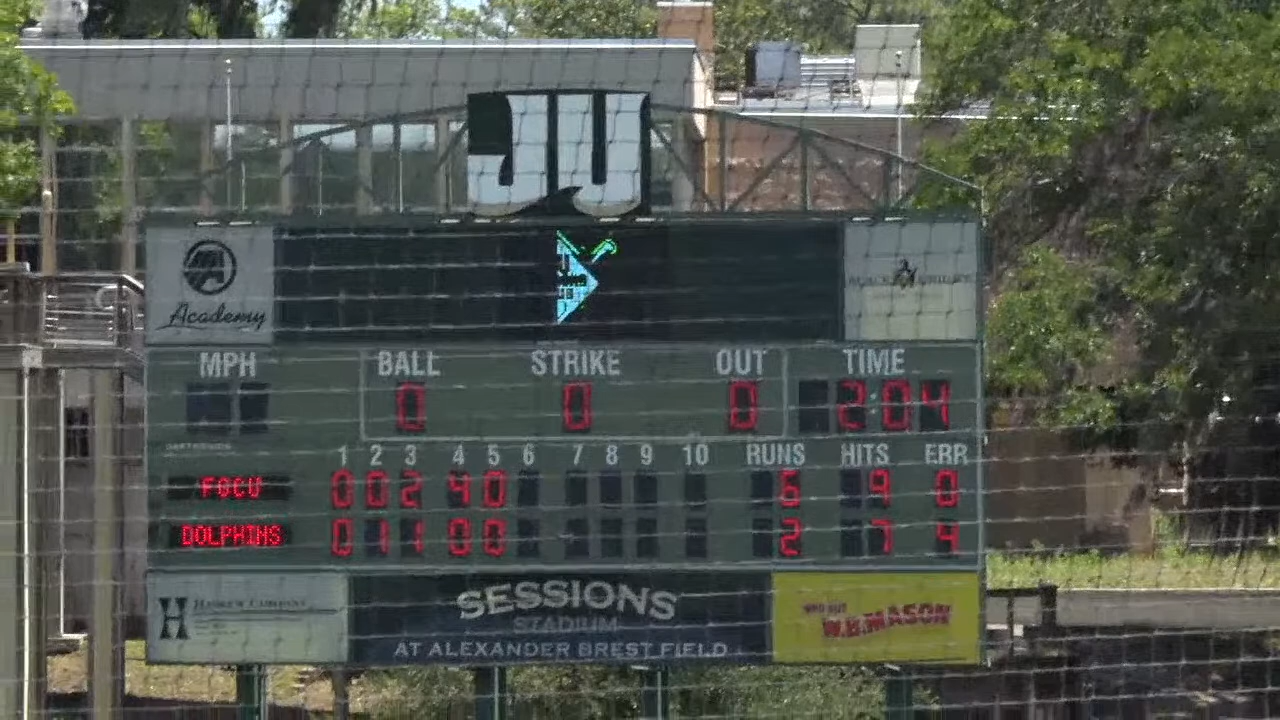 JU
Academy
MPH BALL STRIKE OUT TIME
0 0 0 2:04
1 2 3 4 5 6 7 8 9 10 RUNS HITS ERR
FOCU 0 0 2 4 0 6 9 0
DOLPHINS 0 1 1 0 0 2 7 4
H
SESSIONS
STADIUM
AT ALEXANDER BREST FIELD
W.B. MASON